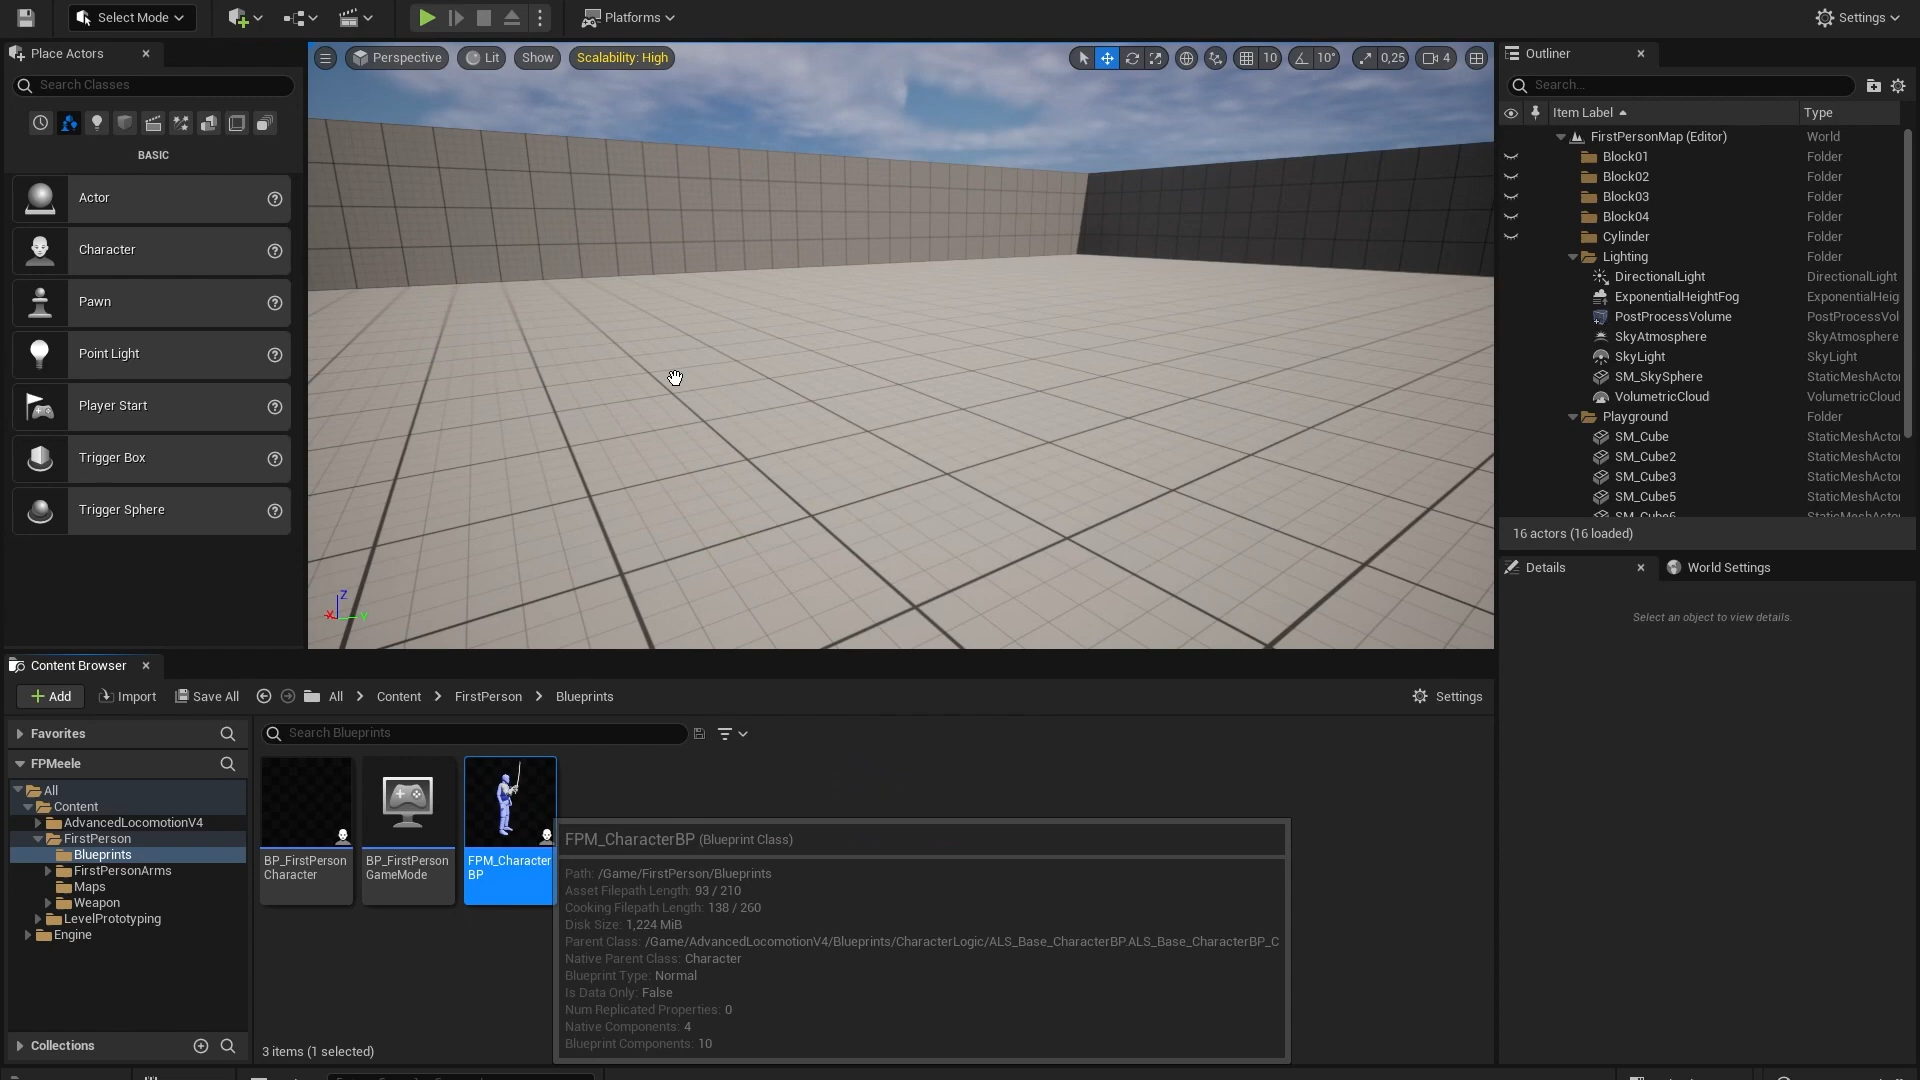 Select Mode
Platforms
Settings
Place Actors
Search Classes
BASIC
Actor
Character
Pawn
Point Light
Player Start
Trigger Box
Trigger Sphere
Perspective
Lit
Show
Scalability: High
10
10°
0,25
4
Z
X
Y
Outliner
Search...
Item Label
Type
FirstPersonMap (Editor) World
Block01 Folder
Block02 Folder
Block03 Folder
Block04 Folder
Cylinder Folder
Lighting Folder
DirectionalLight DirectionalLight
ExponentialHeightFog ExponentialHeig
PostProcessVolume PostProcessVol
SkyAtmosphere SkyAtmosphere
SkyLight SkyLight
SM_SkySphere StaticMeshActor
VolumetricCloud VolumetricCloud
Playground Folder
SM_Cube StaticMeshActor
SM_Cube2 StaticMeshActor
SM_Cube3 StaticMeshActor
SM_Cube5 StaticMeshActor
SM_Cube6 StaticMeshActor
16 actors (16 loaded)
Details
World Settings
Select an object to view details.
Content Browser
Add
Import
Save All
All
Content
FirstPerson
Blueprints
Settings
Favorites
FPMeele
All
Content
AdvancedLocomotionV4
FirstPerson
Blueprints
FirstPersonArms
Maps
Weapon
LevelPrototyping
Engine
Collections
Search Blueprints
BP_FirstPerson
Character
BP_FirstPerson
GameMode
FPM_Character
BP
3 items (1 selected)
FPM_CharacterBP (Blueprint Class)
Path: /Game/FirstPerson/Blueprints
Asset Filepath Length: 93 / 210
Cooking Filepath Length: 138 / 260
Disk Size: 1,224 MiB
Parent Class: /Game/AdvancedLocomotionV4/Blueprints/CharacterLogic/ALS_Base_CharacterBP.ALS_Base_CharacterBP_C
Native Parent Class: Character
Blueprint Type: Normal
Is Data Only: False
Num Replicated Properties: 0
Native Components: 4
Blueprint Components: 10